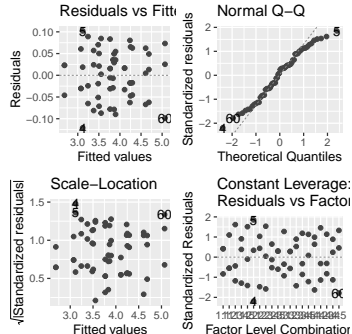 Residuals vs Fitte
Residuals
0.10
0.05
0.00
−0.05
−0.10
5
4
60
3.0 3.5 4.0 4.5 5.0
Fitted values
Normal Q−Q
Standardized residuals
2
1
0
−1
−2
5
4
60
−2 −1 0 1 2
Theoretical Quantiles
Scale−Location
√|Standardized residuals|
1.5
1.0
0.5
4
5
60
3.0 3.5 4.0 4.5 5.0
Fitted values
Constant Leverage:
Residuals vs Factor
Standardized residuals
2
1
0
−1
−2
5
4
60
Factor Level Combination